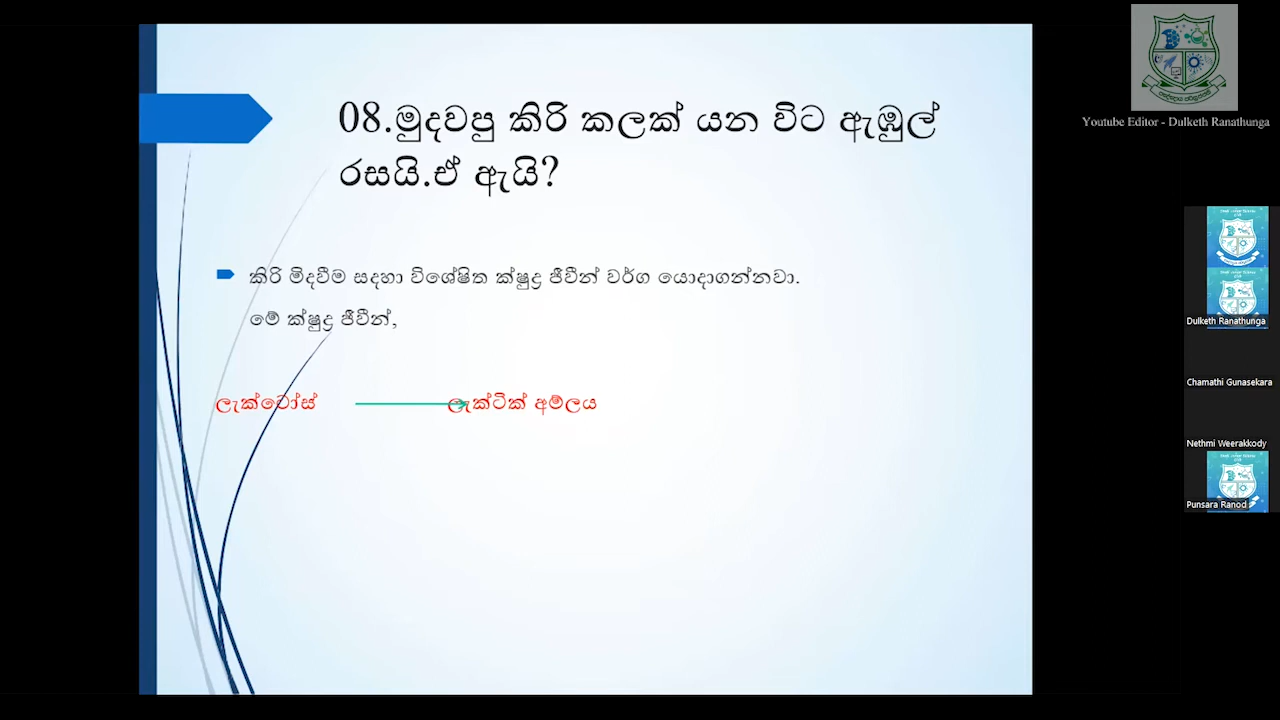 08.මුදවපු කිරි කලක් යන විට ඇඹුල්
රසයි.ඒ ඇයි?
කිරි මිදවීම සදහා විශේෂිත ක්ෂුද්‍ර ජීවීන් වර්ග යොදාගන්නවා.
මේ ක්ෂුද්‍ර ජීවීන්,
ලැක්ටෝස් ලැක්ටික් අම්ලය
Youtube Editor - Dulketh Ranathunga
Dulketh Ranathunga
Chamathi Gunasekara
Nethmi Weerakkody
Punsara Ranod